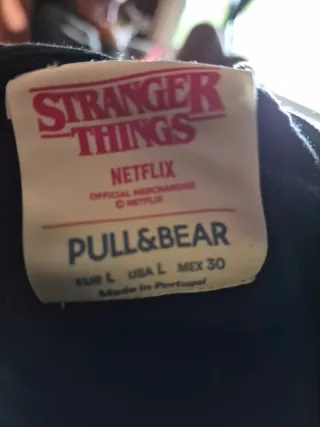 STRANGER
THINGS
NETFLIX
OFFICIAL MERCHANDISE
© NETFLIX
PULL&BEAR
EUR L USA L MEX 30
Made in Portugal